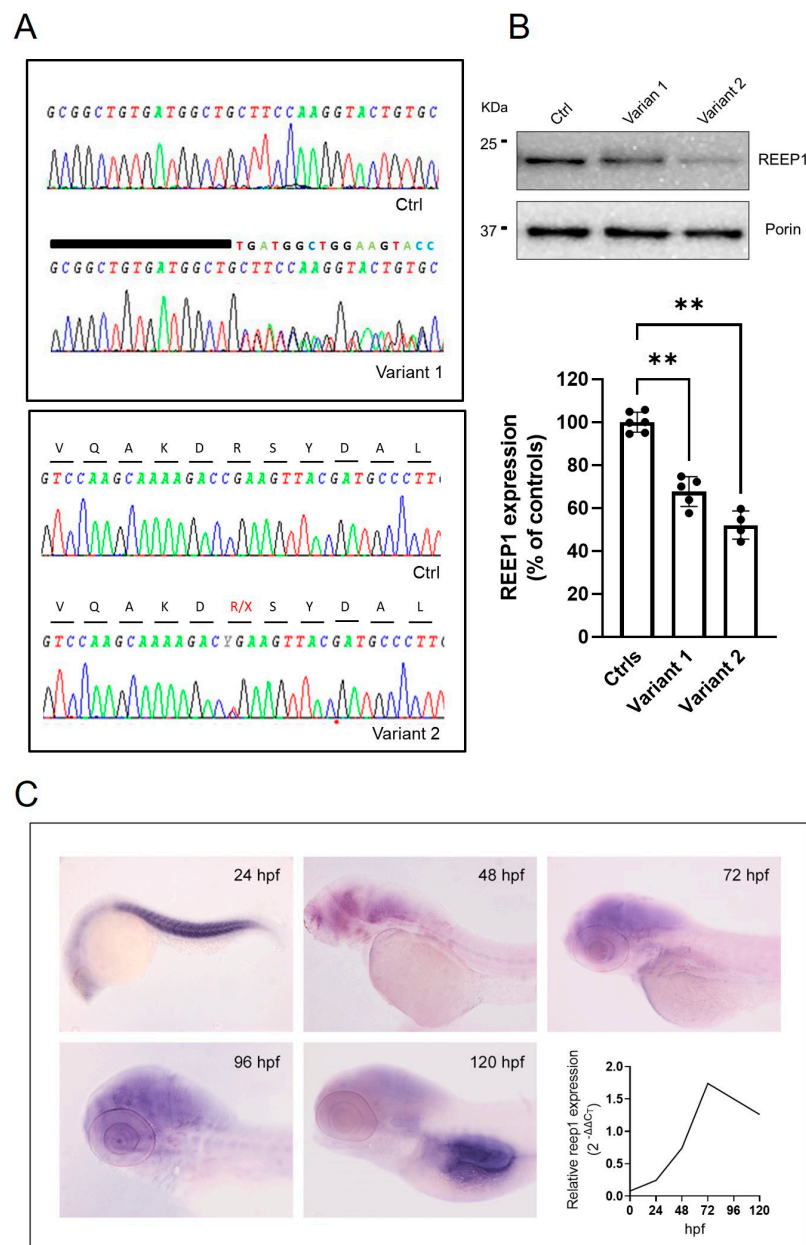 A
GCGGCTGTGATGGCTGCTTCCAAGGTACTGTGC
Ctrl
TGATGGCTGGAAGTACC
GCGGCTGTGATGGCTGCTTCCAAGGTACTGTGC
Variant 1
V Q A K D R S Y D A L
GTCCAAGCAAAAGACCGAAGTTACGATGCCCTT
Ctrl
V Q A K D R/X S Y D A L
GTCCAAGCAAAAGACYGAAGTTACGATGCCCTT
Variant 2
B
KDa
Ctrl Varian 1 Variant 2
25
REEP1
37
Porin
**
**
REEP1 expression
(% of controls)
120
100
80
60
40
20
0
Ctrls Variant 1 Variant 2
C
24 hpf
48 hpf
72 hpf
96 hpf
120 hpf
Relative reep1 expression
(2 -ΔΔCT)
2.0
1.5
1.0
0.5
0.0
0 24 48 72 96 120
hpf